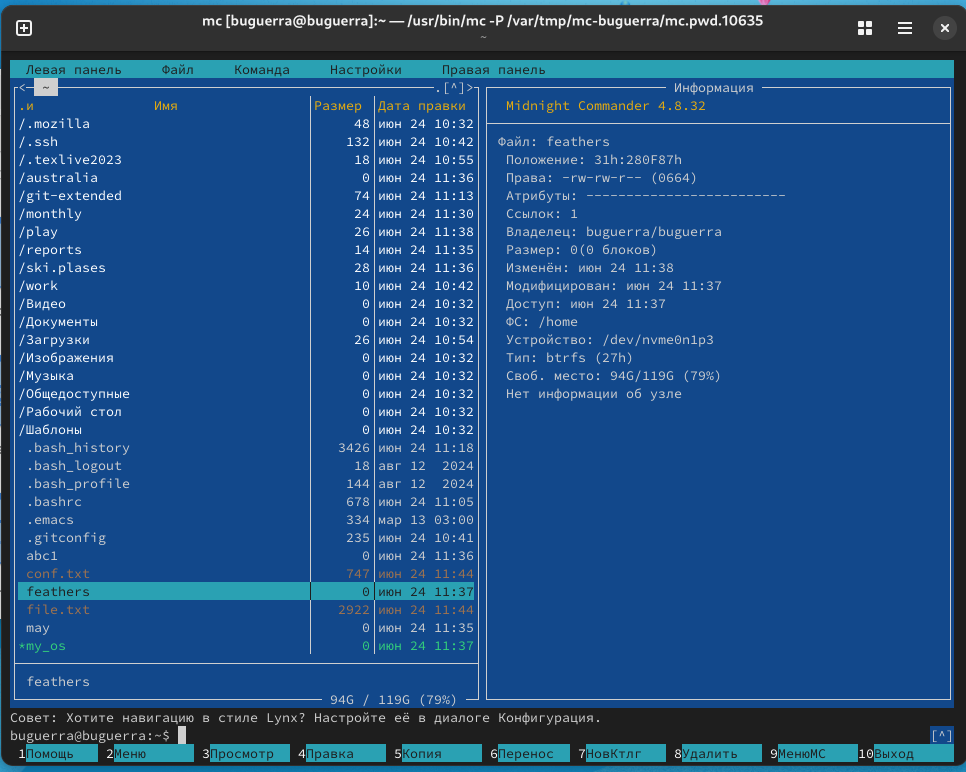 mc [buguerra@buguerra]:~ — /usr/bin/mc -P /var/tmp/mc-buguerra/mc.pwd.10635
~
Левая панель Файл Команда Настройки Правая панель
<─ ~ .[^]>
.и Имя Размер Дата правки
/.mozilla 48 июн 24 10:32
/.ssh 132 июн 24 10:42
/.texlive2023 18 июн 24 10:55
/australia 0 июн 24 11:36
/git-extended 74 июн 24 11:13
/monthly 24 июн 24 11:30
/play 26 июн 24 11:38
/reports 14 июн 24 11:35
/ski.plases 28 июн 24 11:36
/work 10 июн 24 10:42
/Видео 0 июн 24 10:32
/Документы 0 июн 24 10:32
/Загрузки 26 июн 24 10:54
/Изображения 0 июн 24 10:32
/Музыка 0 июн 24 10:32
/Общедоступные 0 июн 24 10:32
/Рабочий стол 0 июн 24 10:32
/Шаблоны 0 июн 24 10:32
.bash_history 3426 июн 24 11:18
.bash_logout 18 авг 12 2024
.bash_profile 144 авг 12 2024
.bashrc 678 июн 24 11:05
.emacs 334 мар 13 03:00
.gitconfig 235 июн 24 10:41
abc1 0 июн 24 11:36
conf.txt 747 июн 24 11:44
feathers 0 июн 24 11:37
file.txt 2922 июн 24 11:44
may 0 июн 24 11:35
*my_os 0 июн 24 11:37
feathers
94G / 119G (79%)
Информация
Midnight Commander 4.8.32
Файл: feathers
Положение: 31h:280F87h
Права: -rw-rw-r-- (0664)
Атрибуты: -------------------------
Ссылок: 1
Владелец: buguerra/buguerra
Размер: 0(0 блоков)
Изменён: июн 24 11:38
Модифицирован: июн 24 11:37
Доступ: июн 24 11:37
ФС: /home
Устройство: /dev/nvme0n1p3
Тип: btrfs (27h)
Своб. место: 94G/119G (79%)
Нет информации об узле
Совет: Хотите навигацию в стиле Lynx? Настройте её в диалоге Конфигурация.
buguerra@buguerra:~$ [^]
1Помощь 2Меню 3Просмотр 4Правка 5Копия 6Перенос 7НовКтлг 8Удалить 9МенюМС 10Выход